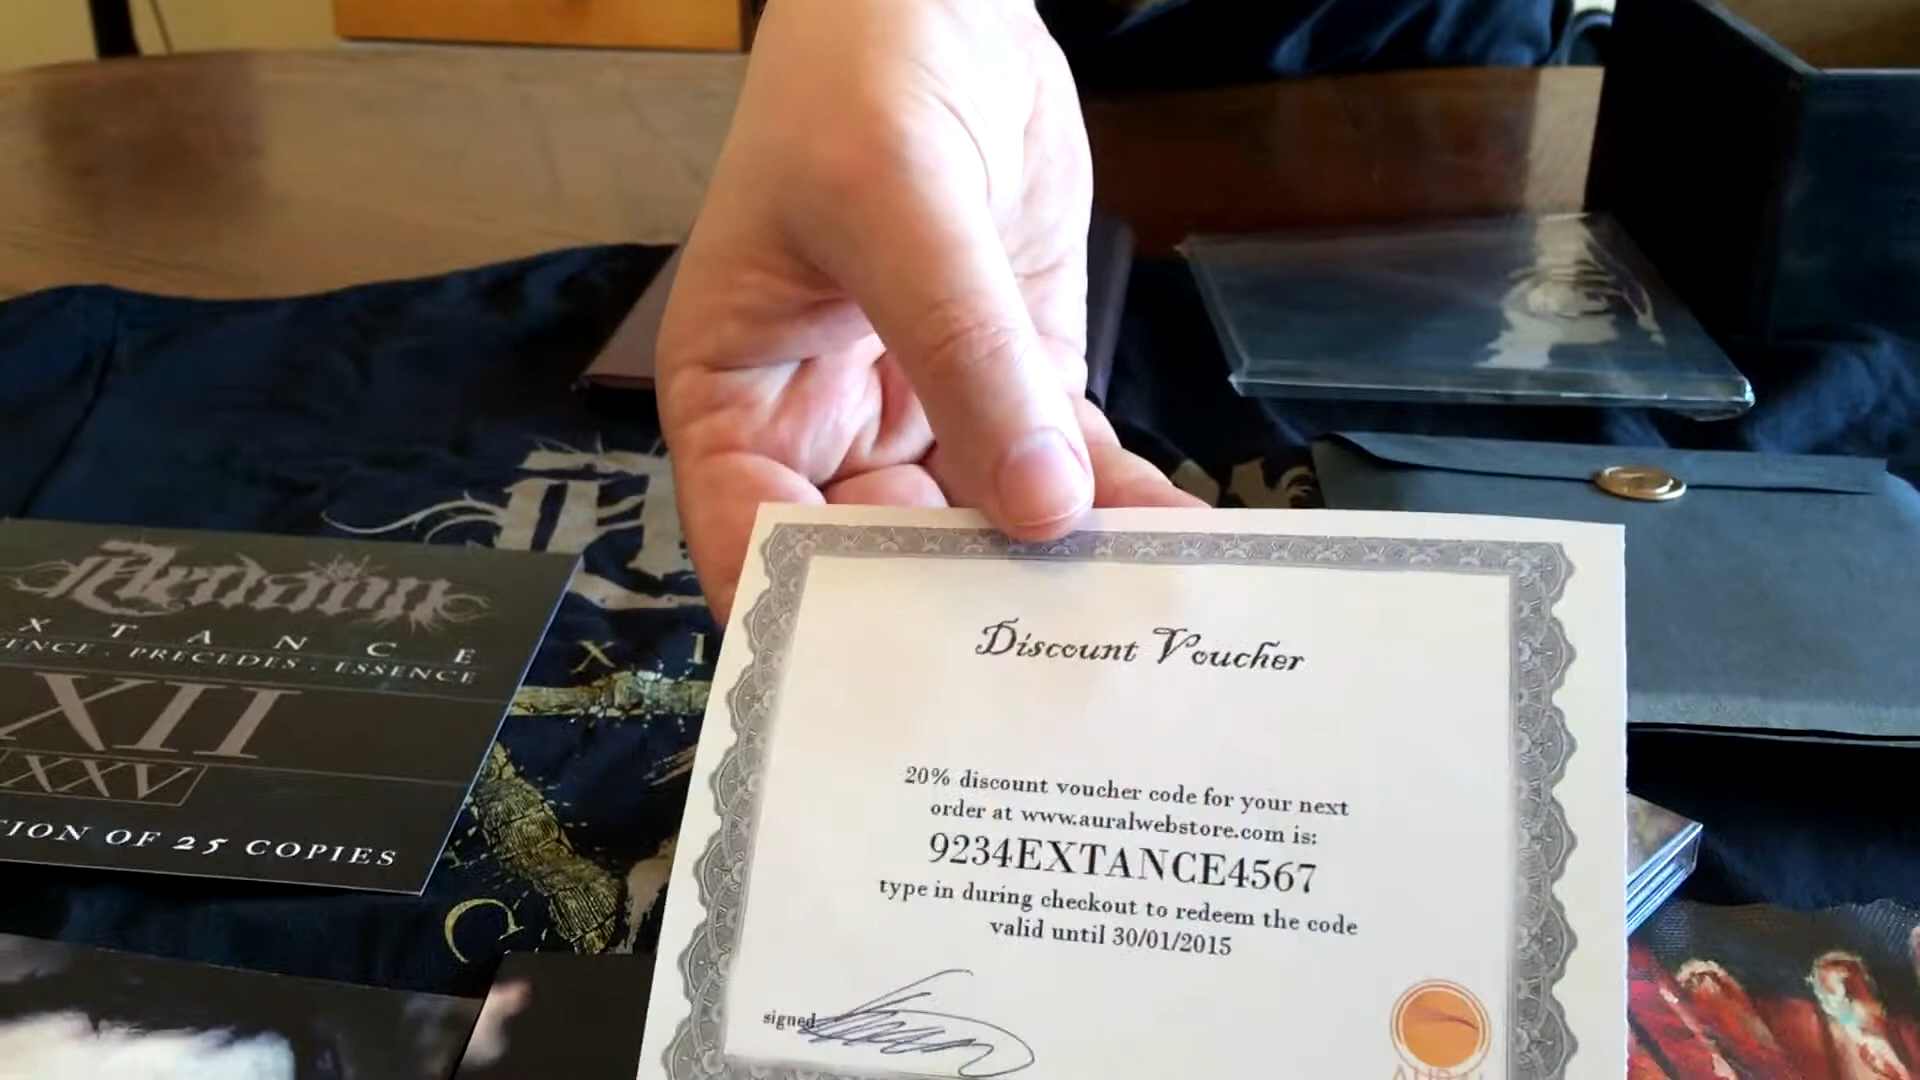 Discount Voucher
20% discount voucher code for your next
order at www.auralwebstore.com is:
9234EXTANCE4567
type in during checkout to redeem the code
valid until 30/01/2015
signed
XTANCE
ENCE . PRECEDES . ESSENCE
XII
XXV
TION OF 25 COPIES
X I